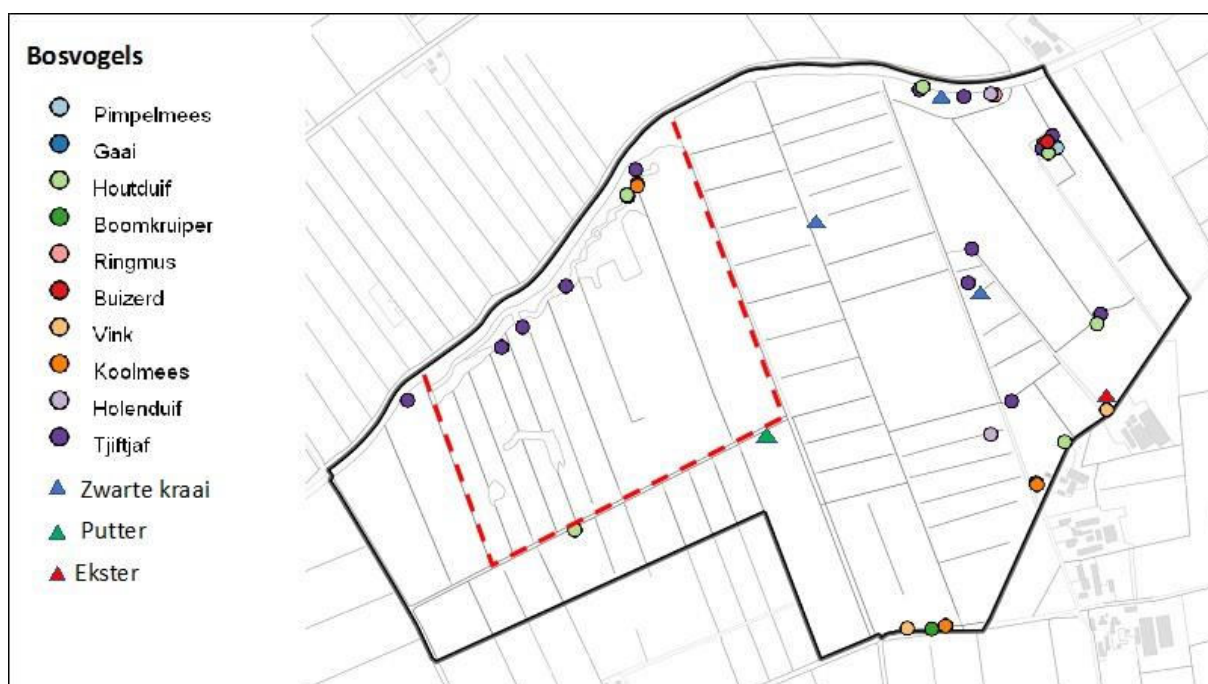 Bosvogels
Pimpelmees
Gaai
Houtduif
Boomkruiper
Ringmus
Buizerd
Vink
Koolmees
Holenduif
Tjiftjaf
Zwarte kraai
Putter
Ekster